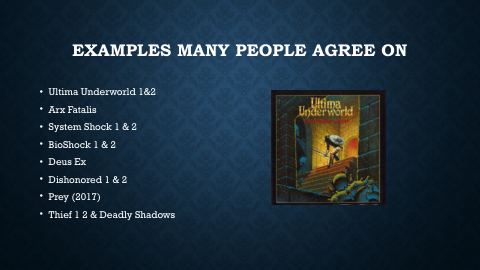 EXAMPLES MANY PEOPLE AGREE ON
• Ultima Underworld 1&2
• Arx Fatalis
• System Shock 1 & 2
• BioShock 1 & 2
• Deus Ex
• Dishonored 1 & 2
• Prey (2017)
• Thief 1 2 & Deadly Shadows
Ultima
Underworld